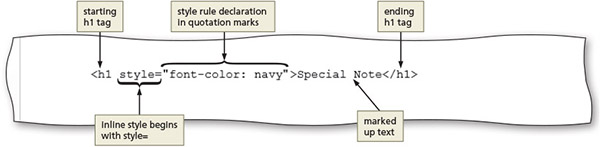 starting
h1 tag
style rule declaration
in quotation marks
ending
h1 tag
<h1 style="font-color: navy">Special Note</h1>
inline style begins
with style=
marked
up text